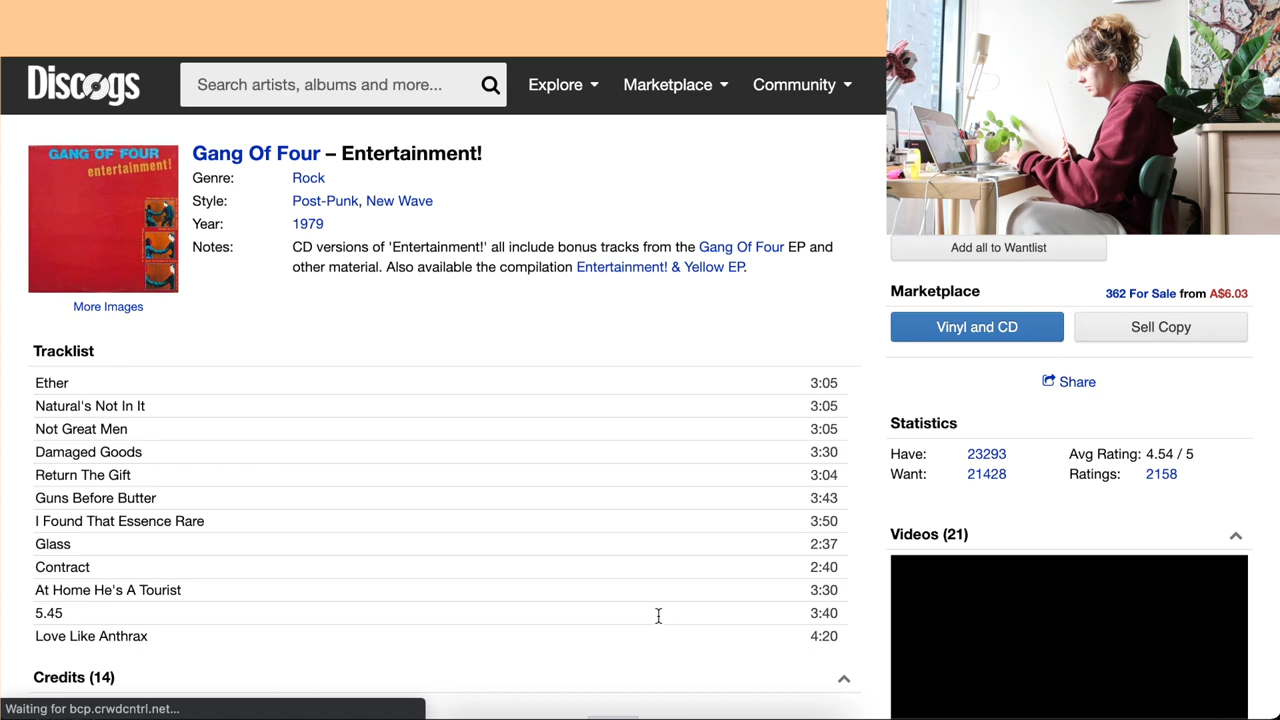 Discogs
Search artists, albums and more...
Explore
Marketplace
Community
GANG OF FOUR
entertainment!
Gang Of Four – Entertainment!
Genre: Rock
Style: Post-Punk, New Wave
Year: 1979
Notes: CD versions of 'Entertainment!' all include bonus tracks from the Gang Of Four EP and
other material. Also available the compilation Entertainment! & Yellow EP.
More Images
Tracklist
Ether 3:05
Natural's Not In It 3:05
Not Great Men 3:05
Damaged Goods 3:30
Return The Gift 3:04
Guns Before Butter 3:43
I Found That Essence Rare 3:50
Glass 2:37
Contract 2:40
At Home He's A Tourist 3:30
5.45 3:40
Love Like Anthrax 4:20
Credits (14)
Waiting for bcp.crwdcntrl.net...
Add all to Wantlist
Marketplace 362 For Sale from A$6.03
Vinyl and CD
Sell Copy
Share
Statistics
Have: 23293 Avg Rating: 4.54 / 5
Want: 21428 Ratings: 2158
Videos (21)